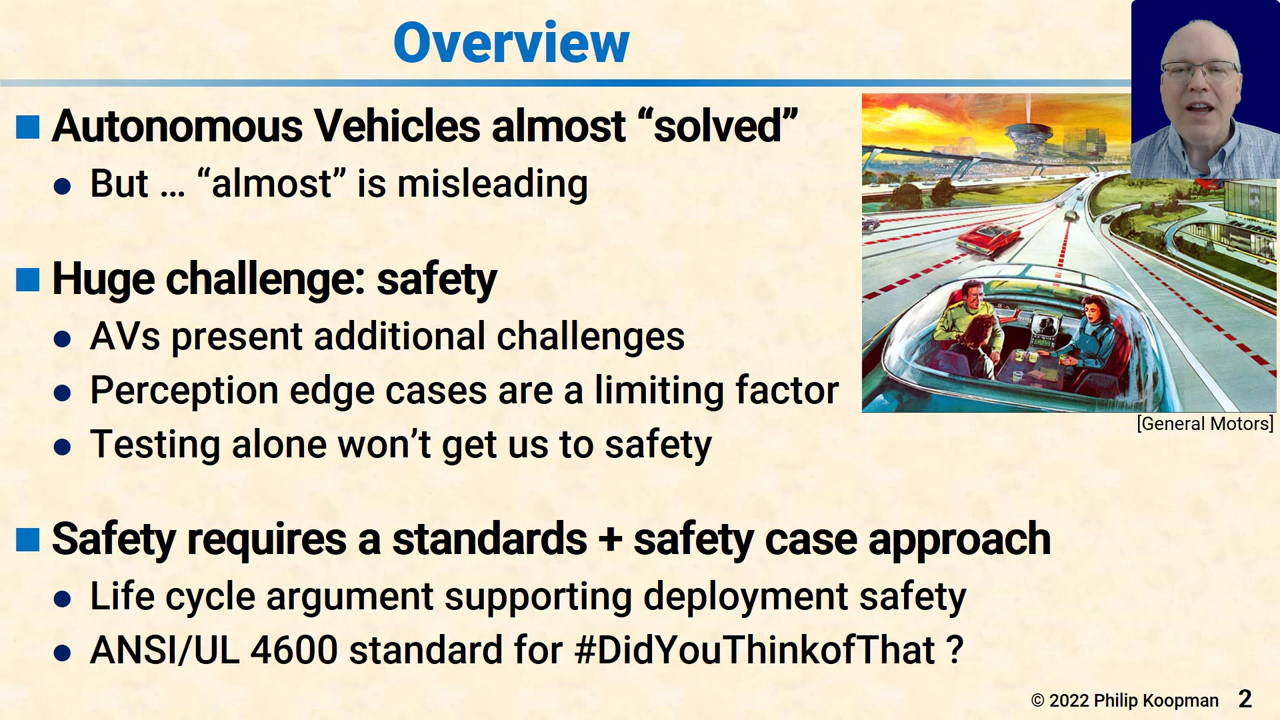 Overview
Autonomous Vehicles almost “solved”
But … “almost” is misleading
Huge challenge: safety
AVs present additional challenges
Perception edge cases are a limiting factor
Testing alone won’t get us to safety
[General Motors]
Safety requires a standards + safety case approach
Life cycle argument supporting deployment safety
ANSI/UL 4600 standard for #DidYouThinkofThat ?
© 2022 Philip Koopman 2